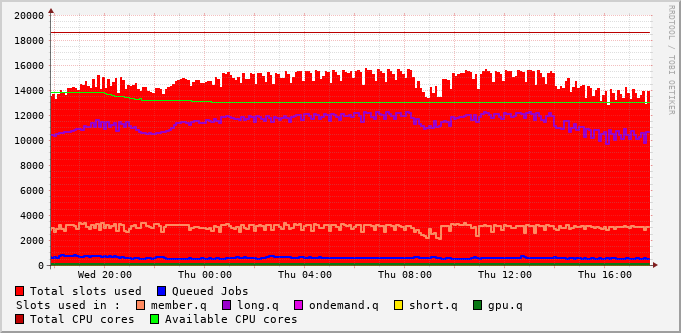 20000
18000
16000
14000
12000
10000
8000
6000
4000
2000
0
Wed 20:00 Thu 00:00 Thu 04:00 Thu 08:00 Thu 12:00 Thu 16:00
Total slots used Queued Jobs
Slots used in : member.q long.q ondemand.q short.q gpu.q
Total CPU cores Available CPU cores
RRDTOOL / TOBI OETIKER